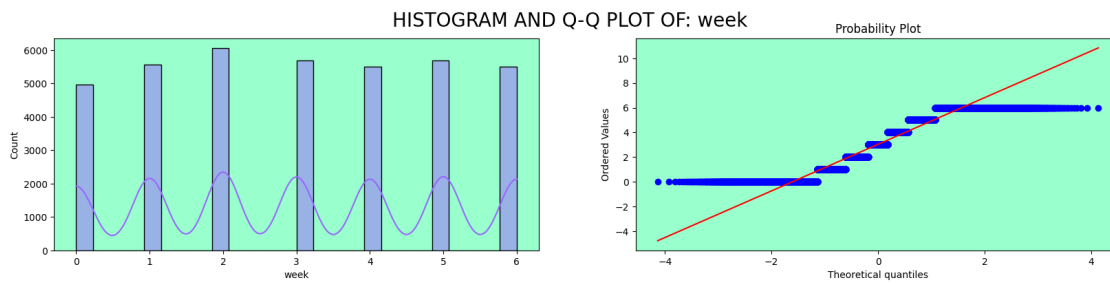 HISTOGRAM AND Q-Q PLOT OF: week
Count
6000
5000
4000
3000
2000
1000
0
0 1 2 3 4 5 6
week
Probability Plot
Ordered Values
10
8
6
4
2
0
−2
−4
−4 −2 0 2 4
Theoretical quantiles